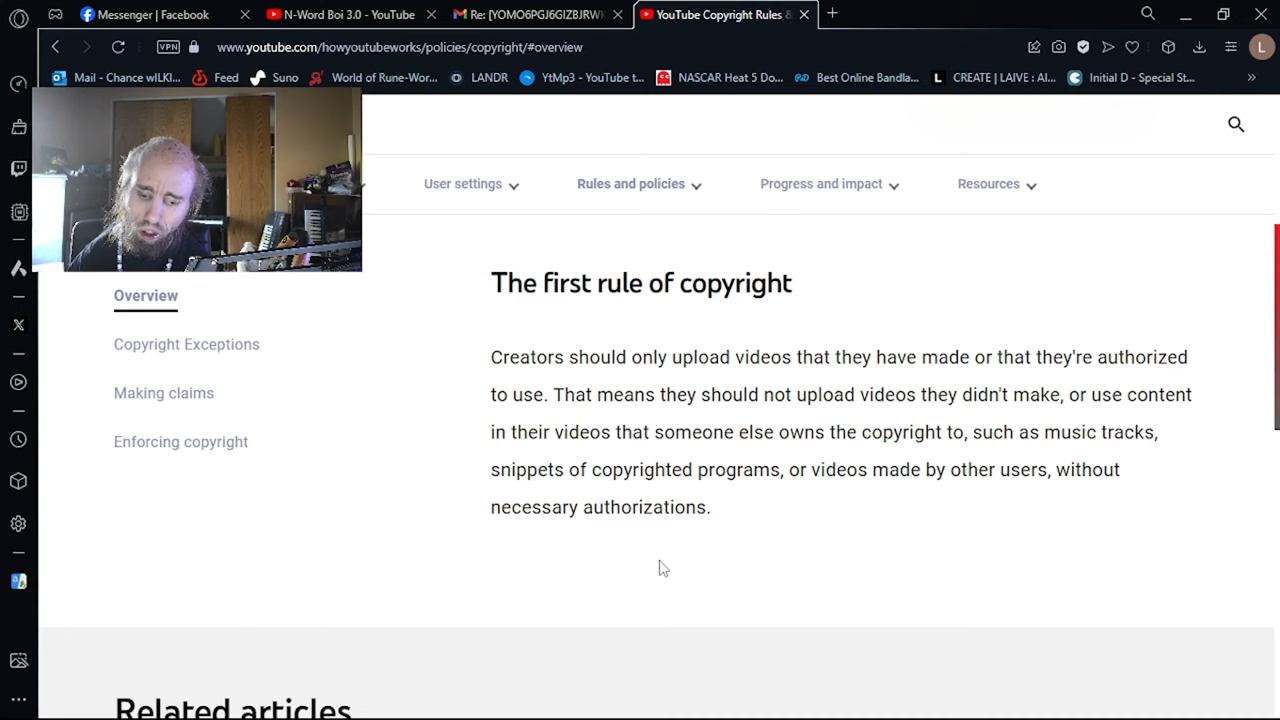 Messenger | Facebook
N-Word Boi 3.0 - YouTube
Re: [YOMO6PGJ6GIZBJRWK
YouTube Copyright Rules &
VPN
www.youtube.com/howyoutubeworks/policies/copyright/#overview
L
Mail - Chance wILKI...
Feed
Suno
World of Rune-Wor...
LANDR
YtMp3 - YouTube t...
NASCAR Heat 5 Do...
Best Online Bandla...
L
CREATE | LAIVE : AI...
Initial D - Special St...
User settings
Rules and policies
Progress and impact
Resources
Overview
Copyright Exceptions
Making claims
Enforcing copyright
The first rule of copyright
Creators should only upload videos that they have made or that they're authorized
to use. That means they should not upload videos they didn't make, or use content
in their videos that someone else owns the copyright to, such as music tracks,
snippets of copyrighted programs, or videos made by other users, without
necessary authorizations.
Related articles